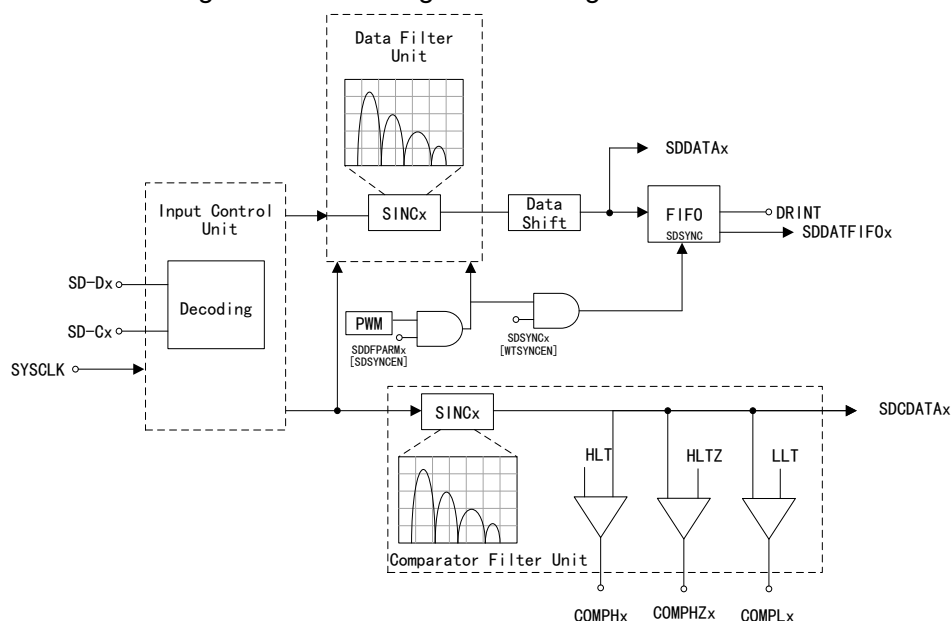 Data Filter
Unit
SDDATAx
Input Control
Unit
SINCx
Data
Shift
FIFO
SDSYNC
DRINT
SDDATFIFOx
SD-Dx
Decoding
SD-Cx
PWM
SDDFPARMx
[SDSYNCEN]
SDSYNCx
[WTSYNCEN]
SYSCLK
SINCx
SDCDATAx
HLT
HLTZ
LLT
Comparator Filter Unit
COMPHx
COMPHZx
COMPLx